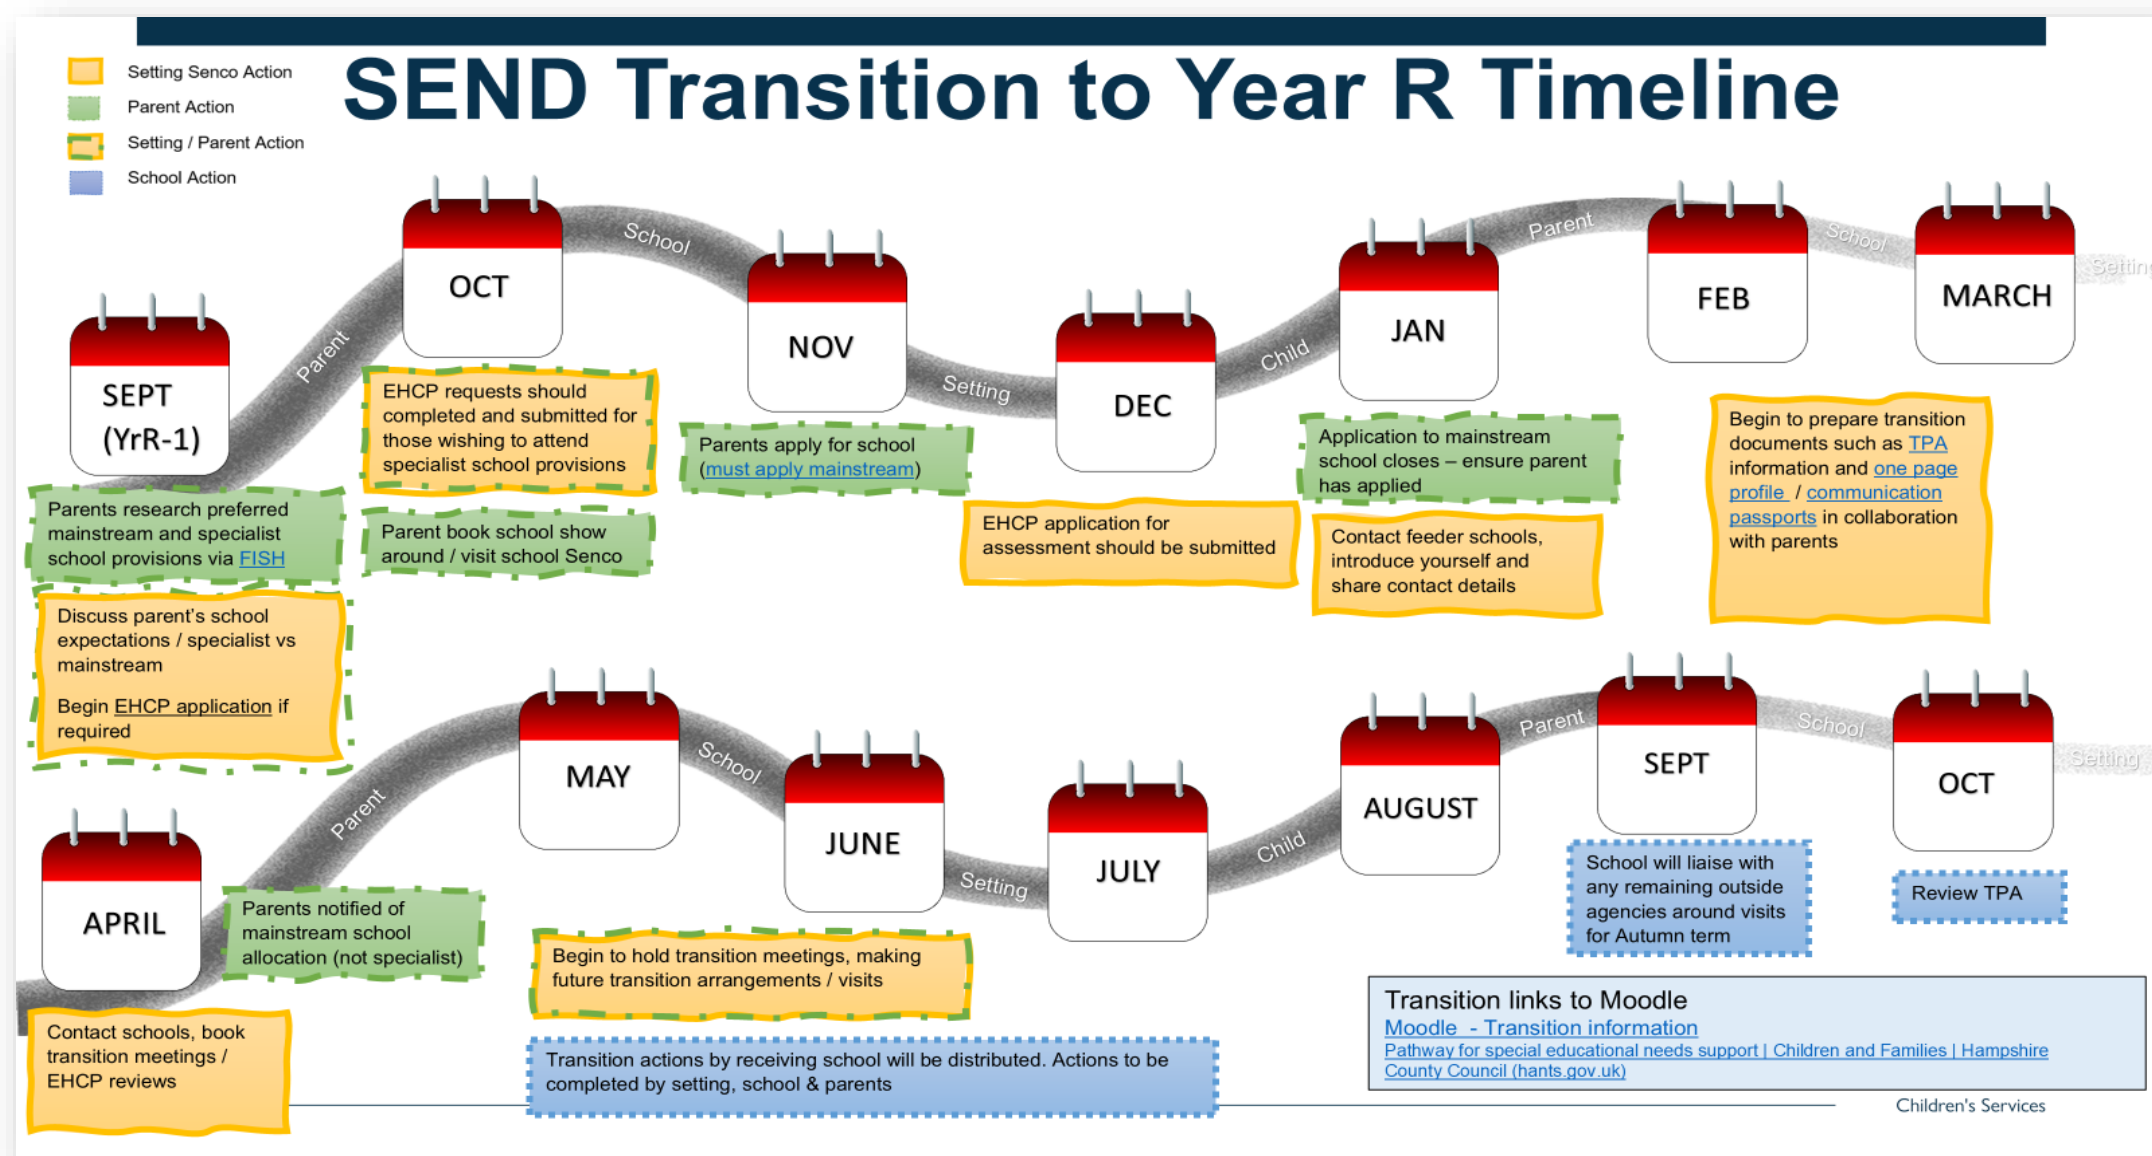 SEND Transition to Year R Timeline
Setting Senco Action
Parent Action
Setting / Parent Action
School Action
SEPT
(YrR-1)
Parent
OCT
School
NOV
Setting
DEC
Child
JAN
Parent
FEB
School
MARCH
Setting
Parents research preferred
mainstream and specialist
school provisions via FISH
Discuss parent's school
expectations / specialist vs
mainstream
Begin EHCP application if
required
EHCP requests should
completed and submitted for
those wishing to attend
specialist school provisions
Parent book school show
around / visit school Senco
Parents apply for school
(must apply mainstream)
EHCP application for
assessment should be submitted
Application to mainstream
school closes – ensure parent
has applied
Contact feeder schools,
introduce yourself and
share contact details
Begin to prepare transition
documents such as TPA
information and one page
profile / communication
passports in collaboration
with parents
APRIL
Parent
MAY
School
JUNE
Setting
JULY
Child
AUGUST
Parent
SEPT
School
OCT
Setting
Parents notified of
mainstream school
allocation (not specialist)
Contact schools, book
transition meetings /
EHCP reviews
Begin to hold transition meetings, making
future transition arrangements / visits
Transition actions by receiving school will be distributed. Actions to be
completed by setting, school & parents
School will liaise with
any remaining outside
agencies around visits
for Autumn term
Review TPA
Transition links to Moodle
Moodle - Transition information
Pathway for special educational needs support | Children and Families | Hampshire
County Council (hants.gov.uk)
Children's Services